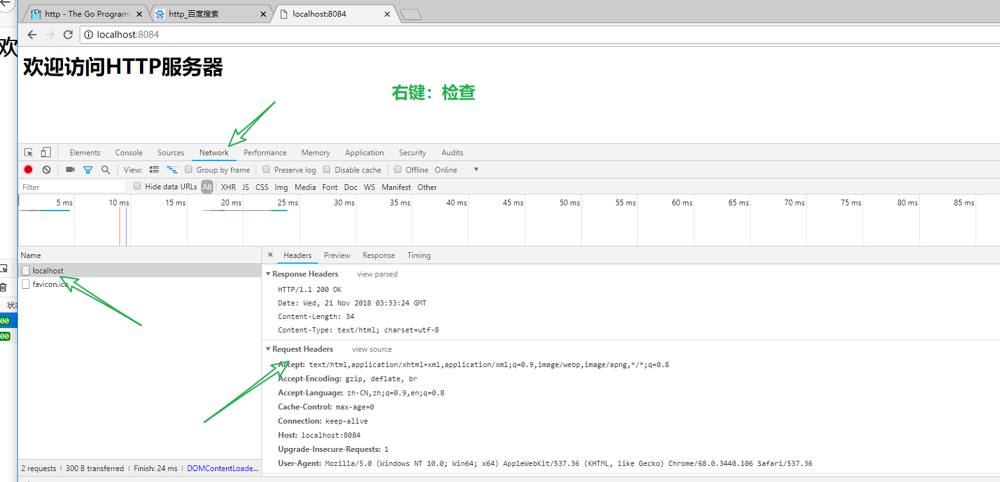 http - The Go Program
http_百度搜索
localhost:8084
localhost:8084
欢
欢迎访问HTTP服务器
右键：检查
Elements Console Sources Network Performance Memory Application Security Audits
View: Group by frame Preserve log Disable cache Offline Online
Filter Hide data URLs All XHR JS CSS Img Media Font Doc WS Manifest Other
5 ms 10 ms 15 ms 20 ms 25 ms 30 ms 35 ms 40 ms 45 ms 50 ms 55 ms 60 ms 65 ms 70 ms 75 ms 80 ms 85 ms
Name
localhost
favicon.ico
状
00
00
Headers Preview Response Timing
Response Headers view parsed
HTTP/1.1 200 OK
Date: Wed, 21 Nov 2018 03:33:24 GMT
Content-Length: 34
Content-Type: text/html; charset=utf-8
Request Headers view source
Accept: text/html,application/xhtml+xml,application/xml;q=0.9,image/webp,image/apng,*/*;q=0.8
Accept-Encoding: gzip, deflate, br
Accept-Language: zh-CN,zh;q=0.9,en;q=0.8
Cache-Control: max-age=0
Connection: keep-alive
Host: localhost:8084
Upgrade-Insecure-Requests: 1
User-Agent: Mozilla/5.0 (Windows NT 10.0; Win64; x64) AppleWebKit/537.36 (KHTML, like Gecko) Chrome/68.0.3440.106 Safari/537.36
2 requests | 300 B transferred | Finish: 24 ms | DOMContentLoade...